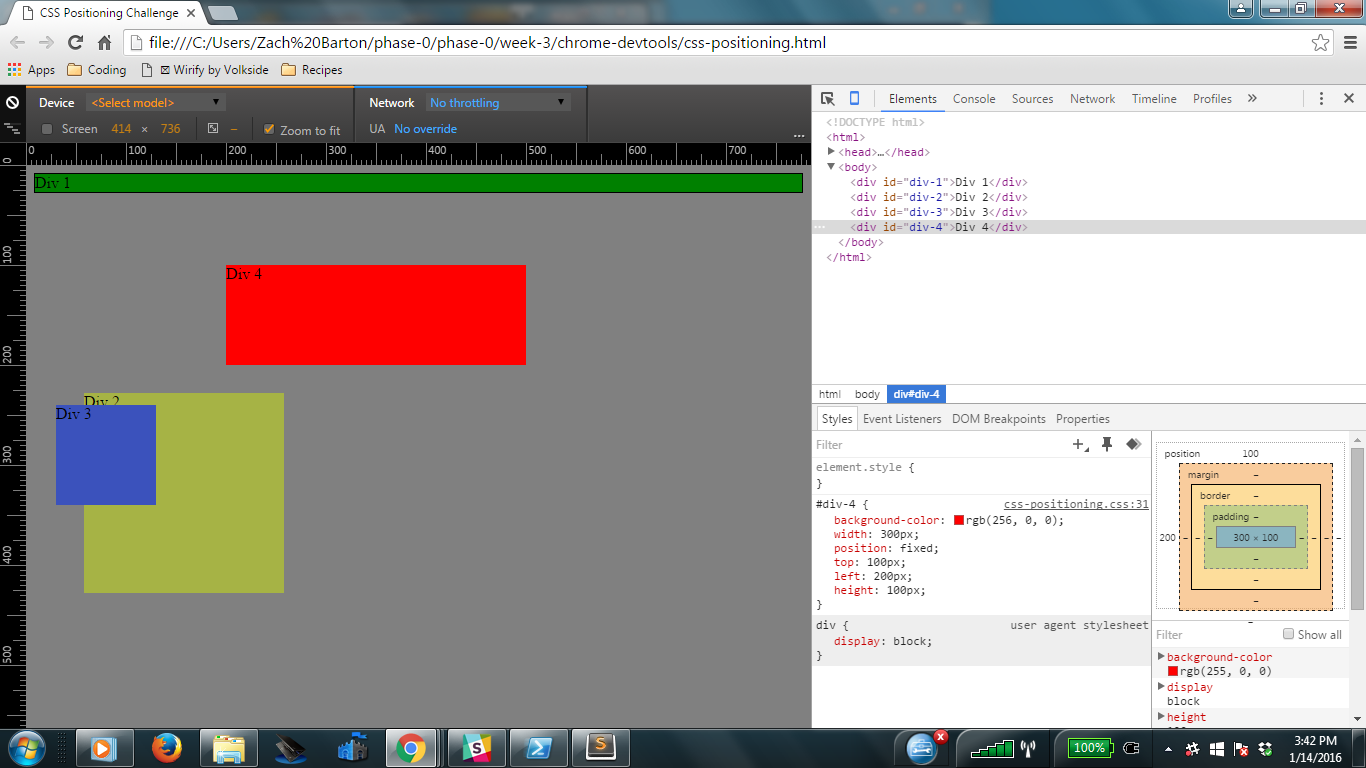 CSS Positioning Challenge
file:///C:/Users/Zach%20Barton/phase-0/phase-0/week-3/chrome-devtools/css-positioning.html
Apps Coding Wirify by Volkside Recipes
Device <Select model> Network No throttling
Screen 414 × 736 – Zoom to fit UA No override ...
0 100 200 300 400 500 600 700
0
100
200
300
400
500
Div 1
Div 4
Div 2
Div 3
Elements Console Sources Network Timeline Profiles »
<!DOCTYPE html>
<html>
<head>…</head>
<body>
<div id="div-1">Div 1</div>
<div id="div-2">Div 2</div>
<div id="div-3">Div 3</div>
<div id="div-4">Div 4</div>
</body>
</html>
html body div#div-4
Styles Event Listeners DOM Breakpoints Properties
Filter
element.style {
}
#div-4 { css-positioning.css:31
background-color: rgb(256, 0, 0);
width: 300px;
position: fixed;
top: 100px;
left: 200px;
height: 100px;
}
div { user agent stylesheet
display: block;
}
position 100
margin –
border –
padding –
200 – – – 300 × 100 – – – –
–
–
–
–
Filter Show all
background-color
rgb(255, 0, 0)
display
block
height
S
S
100%
3:42 PM
1/14/2016